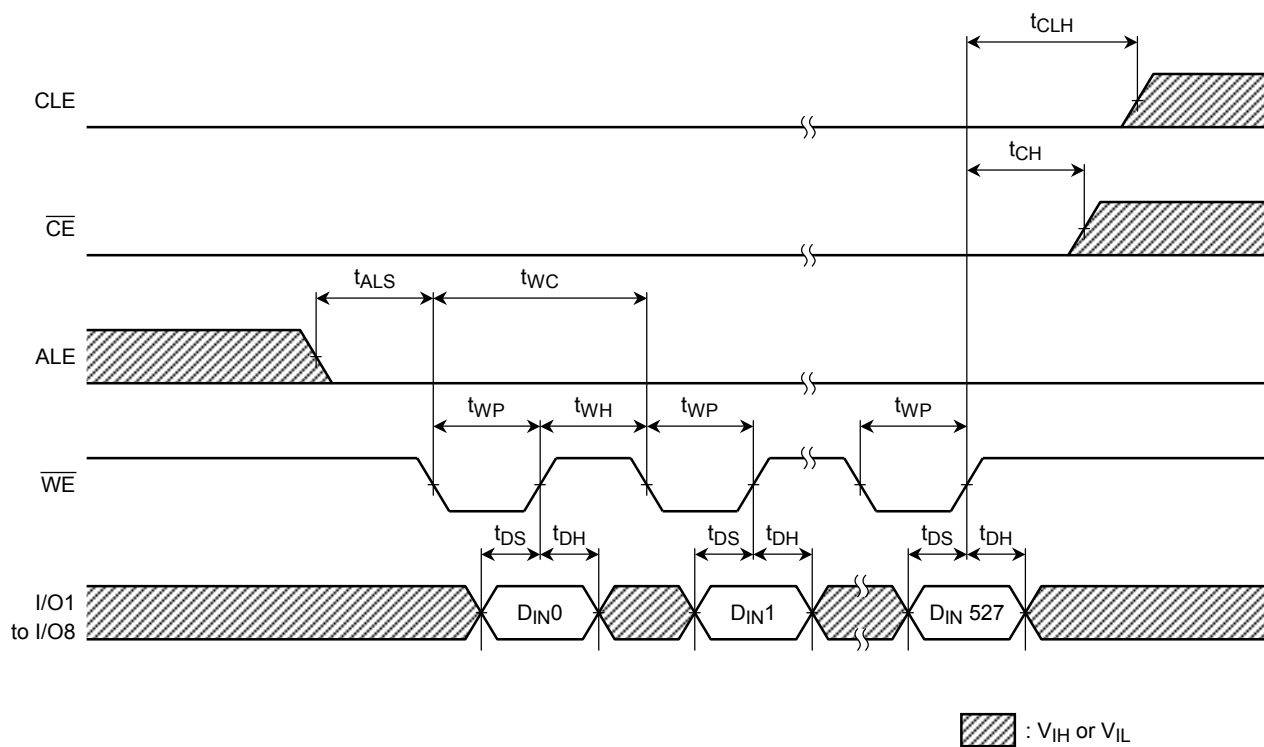 tCLH
CLE
tCH
CE
tALS
tWC
ALE
tWP tWH tWP tWP
WE
tDS tDH tDS tDH tDS tDH
I/O1
to I/O8
DIN0 DIN1 DIN 527
: VIH or VIL